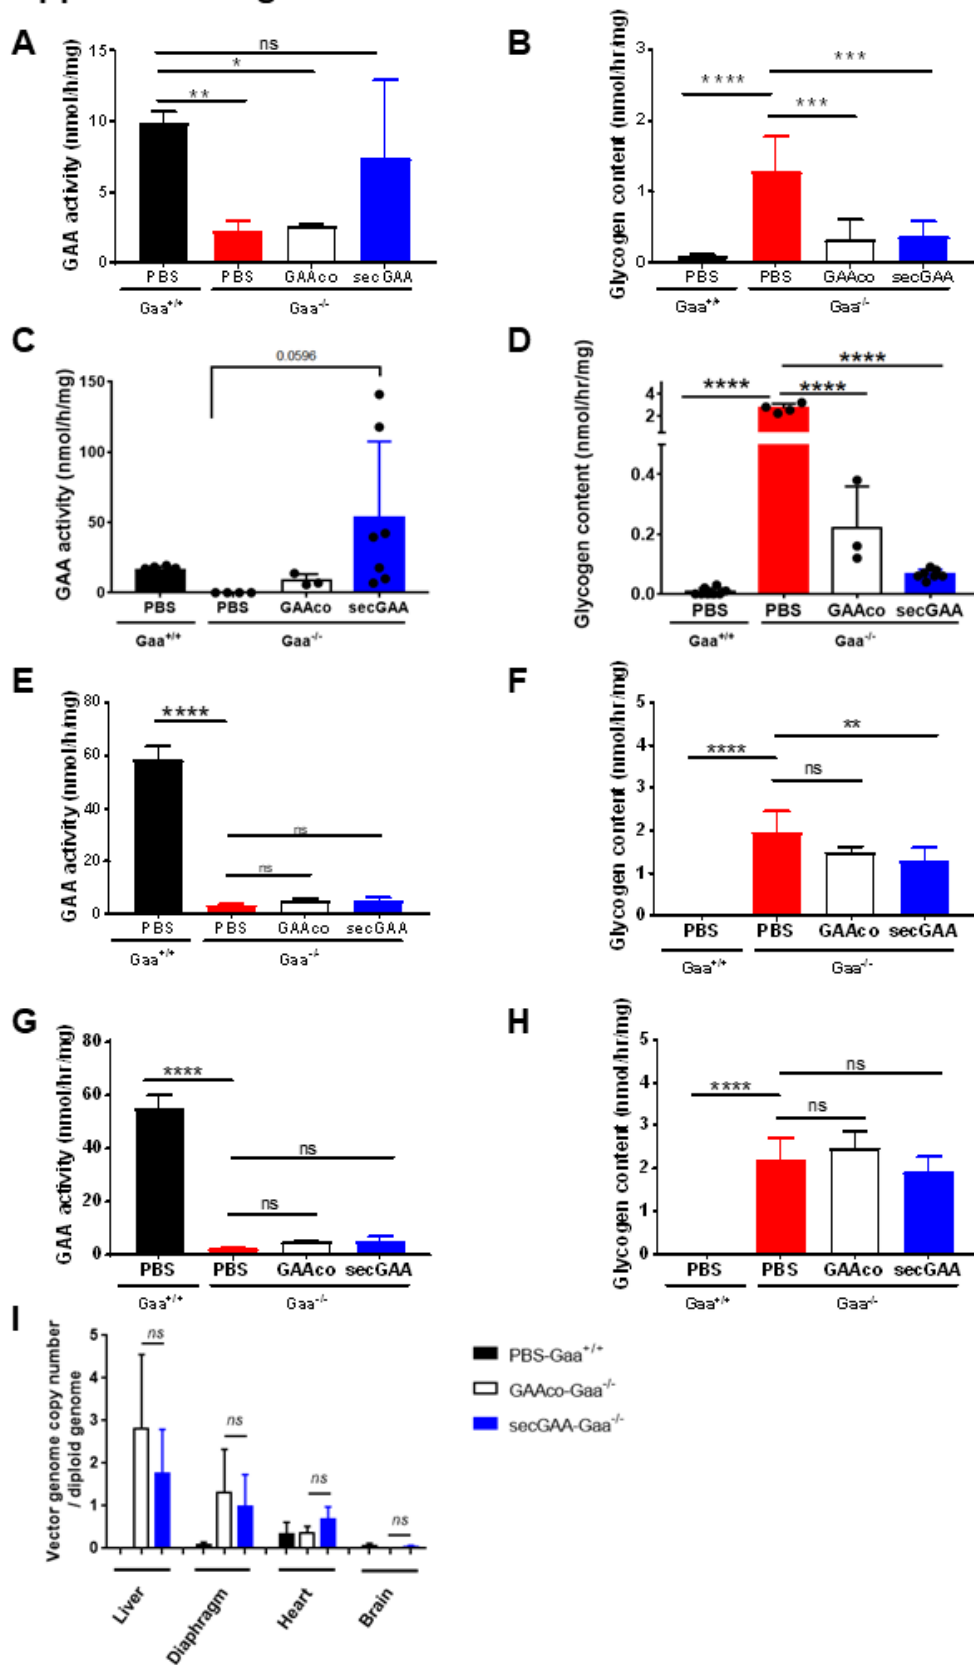 A
GAA activity (nmol/h/mg)
15
10
5
0
ns
*
**
PBS
PBS
GAAco
secGAA
Gaa+/+
Gaa-/-
B
Glycogen content (nmol/hr/mg)
3
2
1
0
****
***
***
PBS
PBS
GAAco
secGAA
Gaa+/+
Gaa-/-
C
GAA activity (nmol/h/mg)
150
100
50
0
0.0596
PBS
PBS
GAAco
secGAA
Gaa+/+
Gaa-/-
D
Glycogen content (nmol/hr/mg)
4
2
0.4
0.2
0.0
****
****
****
PBS
PBS
GAAco
secGAA
Gaa+/+
Gaa-/-
E
GAA activity (nmol/h/mg)
80
60
40
20
0
****
ns
ns
PBS
PBS
GAAco
secGAA
Gaa+/+
Gaa-/-
F
Glycogen content (nmol/hr/mg)
5
4
3
2
1
0
****
**
ns
PBS
PBS
GAAco
secGAA
Gaa+/+
Gaa-/-
G
GAA activity (nmol/hr/mg)
80
60
40
20
0
****
ns
ns
PBS
PBS
GAAco
secGAA
Gaa+/+
Gaa-/-
H
Glycogen content (nmol/hr/mg)
5
4
3
2
1
0
****
ns
ns
PBS
PBS
GAAco
secGAA
Gaa+/+
Gaa-/-
I
Vector genome copy number
/ diploid genome
5
4
3
2
1
0
ns
ns
ns
ns
Liver
Diaphragm
Heart
Brain
PBS-Gaa+/+
GAAco-Gaa-/-
secGAA-Gaa-/-